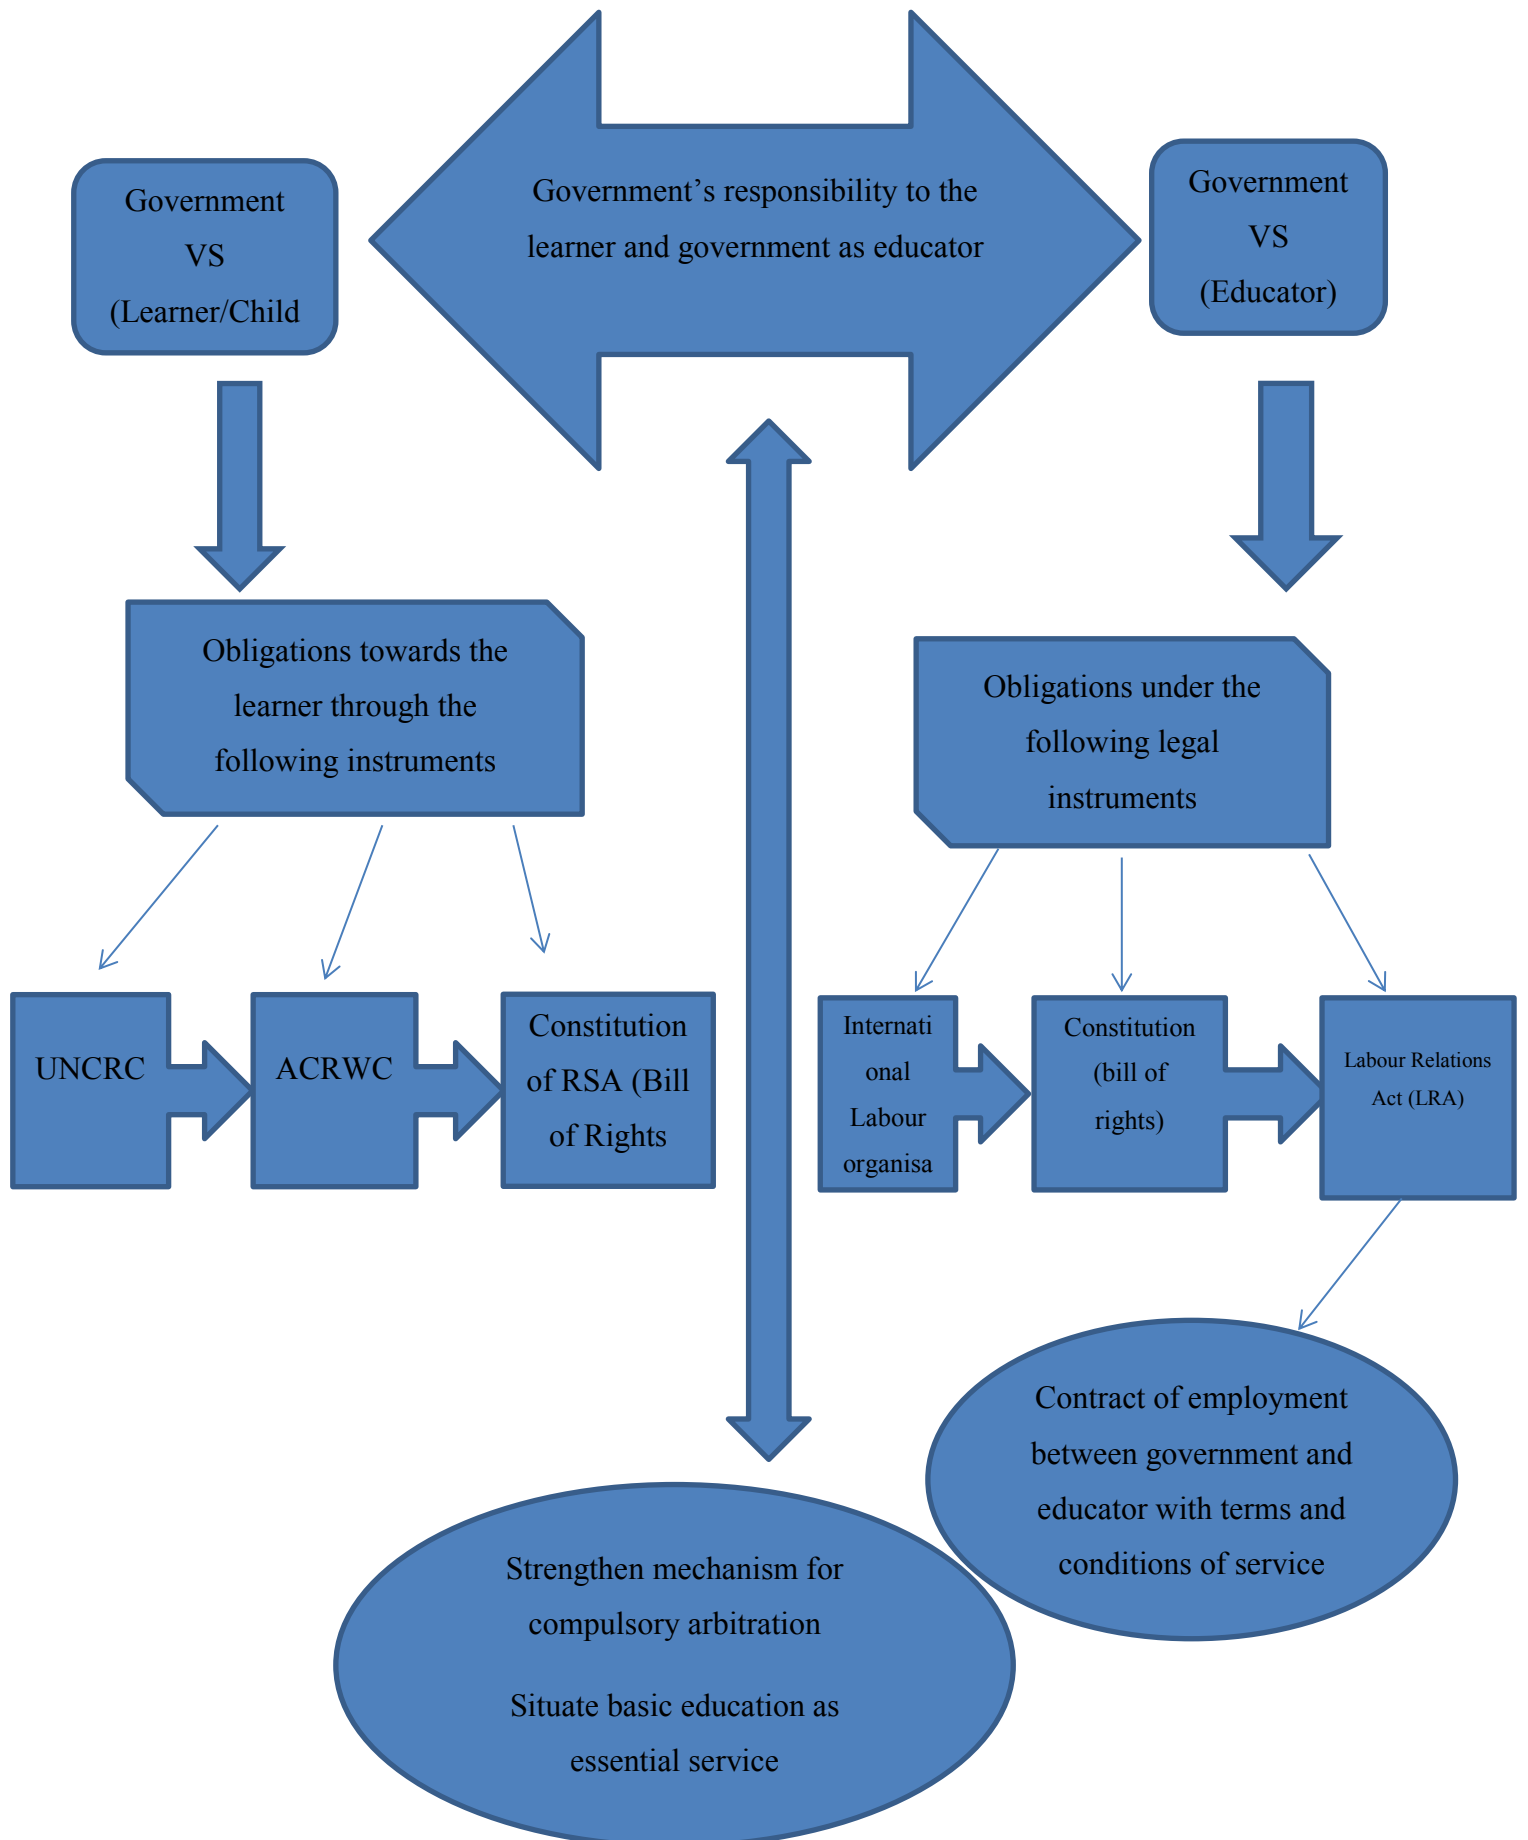 Government’s responsibility to the
learner and government as educator
Government
VS
(Learner/Child
Government
VS
(Educator)
Obligations towards the
learner through the
following instruments
Obligations under the
following legal
instruments
UNCRC
ACRWC
Constitution
of RSA (Bill
of Rights
Internati
onal
Labour
organisa
Constitution
(bill of
rights)
Labour Relations
Act (LRA)
Contract of employment
between government and
educator with terms and
conditions of service
Strengthen mechanism for
compulsory arbitration
Situate basic education as
essential service